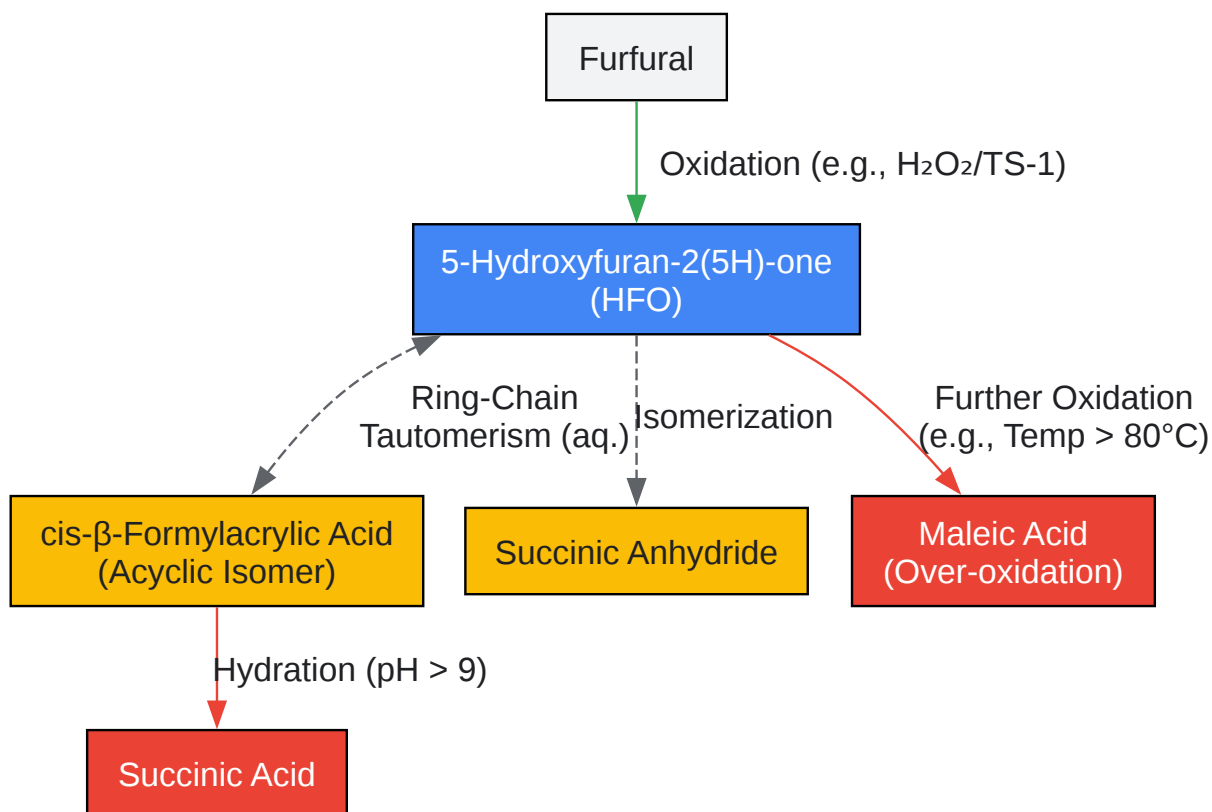 Furfural
Oxidation (e.g., H₂O₂/TS-1)
5-Hydroxyfuran-2(5H)-one
(HFO)
Ring-Chain
Tautomerism (aq.)
Isomerization
Further Oxidation
(e.g., Temp > 80°C)
cis-β-Formylacrylic Acid
(Acyclic Isomer)
Succinic Anhydride
Maleic Acid
(Over-oxidation)
Hydration (pH > 9)
Succinic Acid